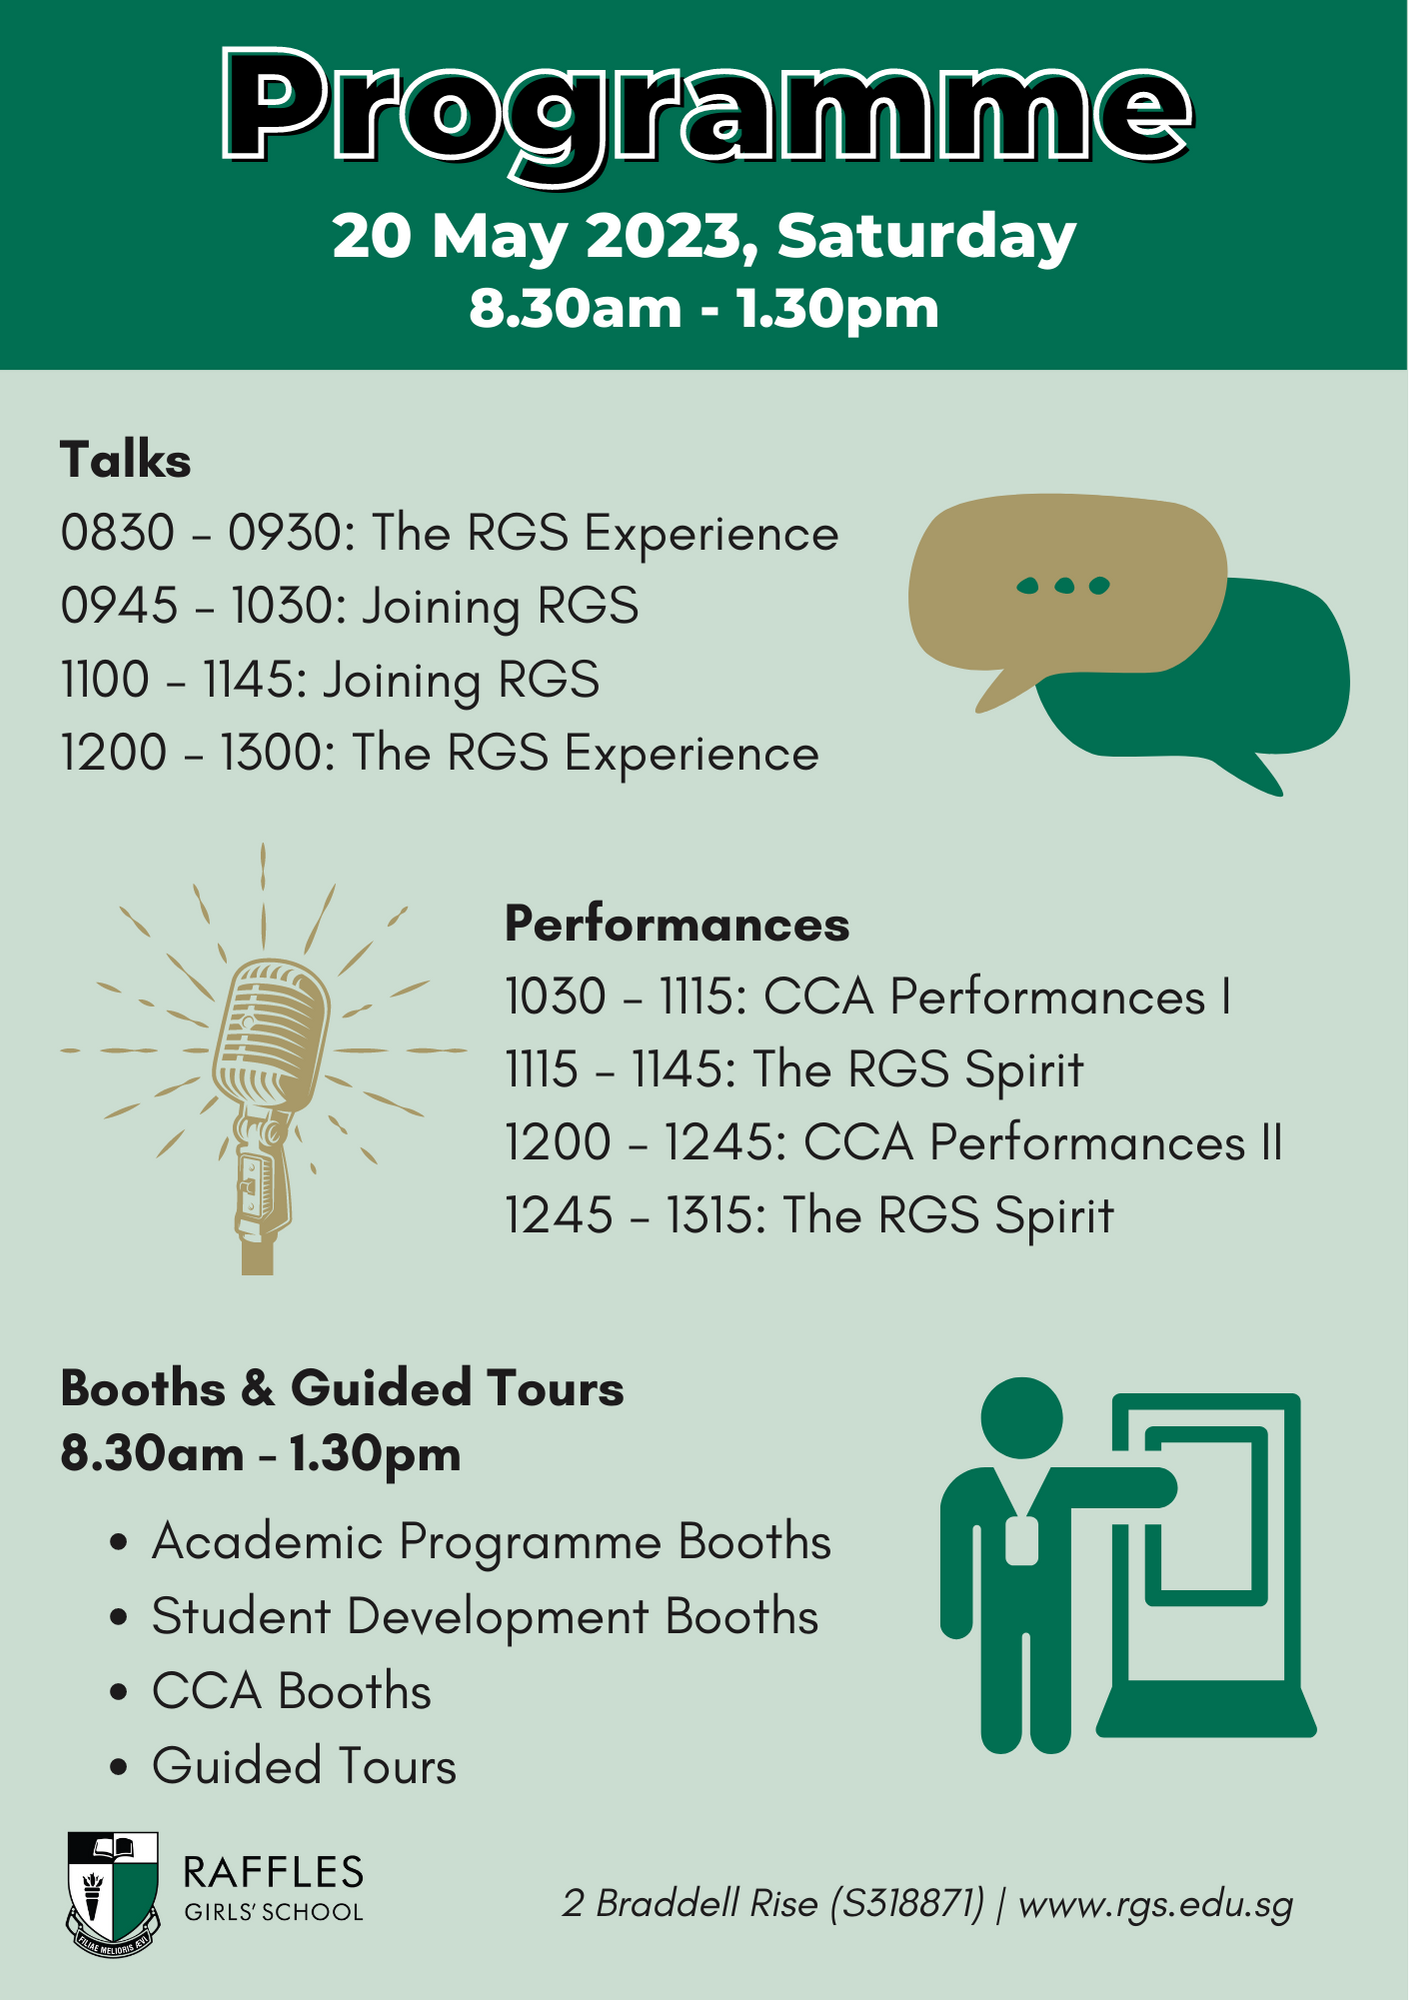 Programme
20 May 2023, Saturday
8.30am - 1.30pm
Talks
0830 - 0930: The RGS Experience
0945 - 1030: Joining RGS
1100 - 1145: Joining RGS
1200 - 1300: The RGS Experience
Performances
1030 - 1115: CCA Performances I
1115 - 1145: The RGS Spirit
1200 - 1245: CCA Performances II
1245 - 1315: The RGS Spirit
Booths & Guided Tours
8.30am - 1.30pm
• Academic Programme Booths
• Student Development Booths
• CCA Booths
• Guided Tours
RAFFLES
GIRLS' SCHOOL
FILIAE MELIORIS ÆVI
2 Braddell Rise (S318871) | www.rgs.edu.sg